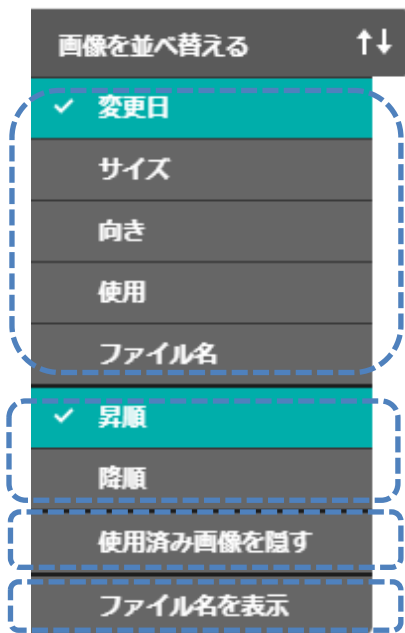 画像を並べ替える
変更日
サイズ
向き
使用
ファイル名
昇順
降順
使用済み画像を隠す
ファイル名を表示